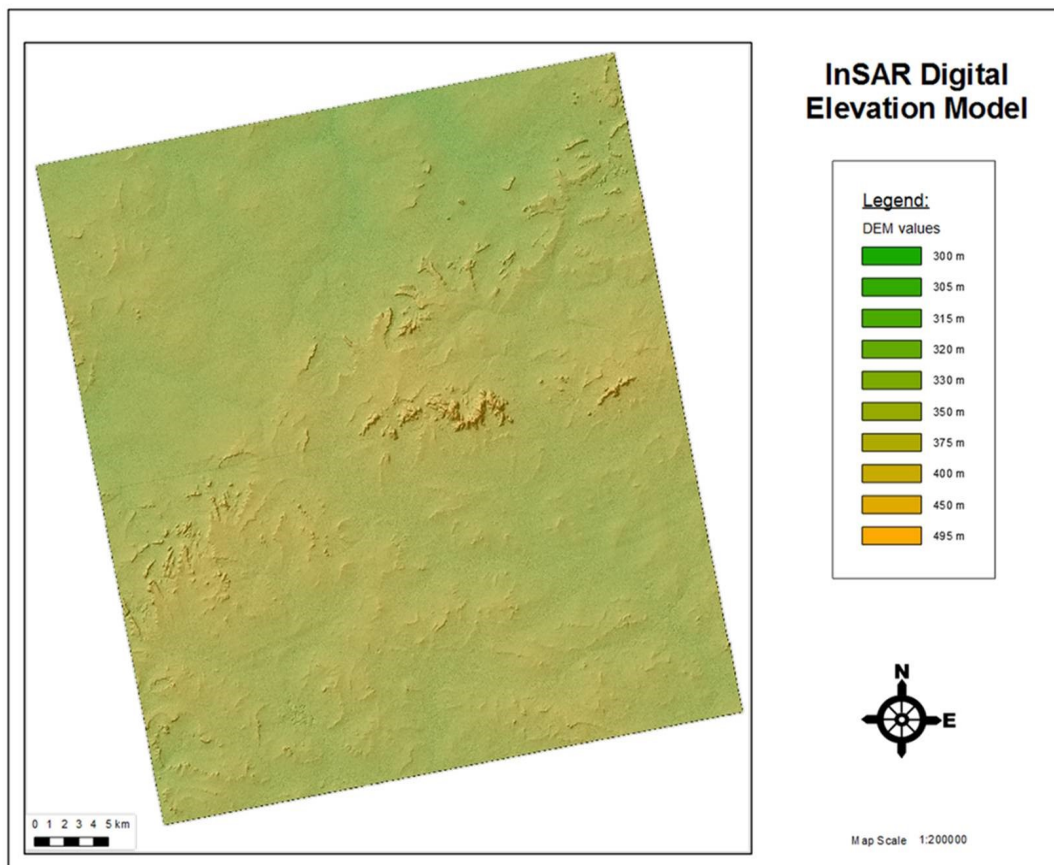 InSAR Digital
Elevation Model
Legend:
DEM values
300 m
305 m
315 m
320 m
330 m
350 m
375 m
400 m
450 m
495 m
N
E
0 1 2 3 4 5 km
Map Scale 1:200000